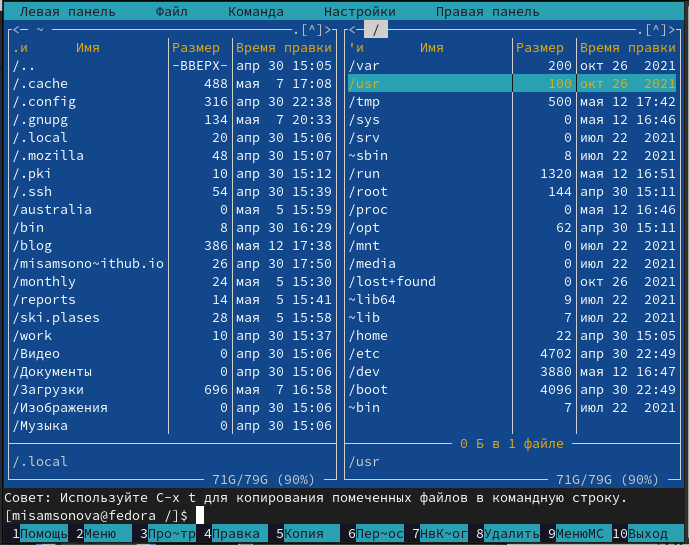 Левая панель Файл Команда Настройки Правая панель
<─ ~ .[^]> <─ / .[^]>
.и Имя Размер Время правки 'и Имя Размер Время правки
/.. -ВВЕРХ- апр 30 15:05 /var 200 окт 26 2021
/.cache 488 мая 7 17:08 /usr 100 окт 26 2021
/.config 316 апр 30 22:38 /tmp 500 мая 12 17:42
/.gnupg 134 мая 7 20:33 /sys 0 мая 12 16:46
/.local 20 апр 30 15:06 /srv 0 июл 22 2021
/.mozilla 48 апр 30 15:07 ~sbin 8 июл 22 2021
/.pki 10 апр 30 15:12 /run 1320 мая 12 16:51
/.ssh 54 апр 30 15:39 /root 144 апр 30 15:11
/australia 0 мая 5 15:59 /proc 0 мая 12 16:46
/bin 8 апр 30 16:29 /opt 62 апр 30 15:11
/blog 386 мая 12 17:38 /mnt 0 июл 22 2021
/misamsono~ithub.io 26 апр 30 17:50 /media 0 июл 22 2021
/monthly 24 мая 5 15:30 /lost+found 0 окт 26 2021
/reports 14 мая 5 15:41 ~lib64 9 июл 22 2021
/ski.plases 28 мая 5 15:58 ~lib 7 июл 22 2021
/work 10 апр 30 15:37 /home 22 апр 30 15:05
/Видео 0 апр 30 15:06 /etc 4702 апр 30 22:49
/Документы 0 апр 30 15:06 /dev 3880 мая 12 16:47
/Загрузки 696 мая 7 16:58 /boot 4096 апр 30 22:49
/Изображения 0 апр 30 15:06 ~bin 7 июл 22 2021
/Музыка 0 апр 30 15:06
0 Б в 1 файле
/.local /usr
71G/79G (90%) 71G/79G (90%)
Совет: Используйте C-x t для копирования помеченных файлов в командную строку.
[misamsonova@fedora /]$
1Помощь 2Меню 3Про~тр 4Правка 5Копия 6Пер~ос 7НвК~ог 8Удалить 9МенюMC 10Выход